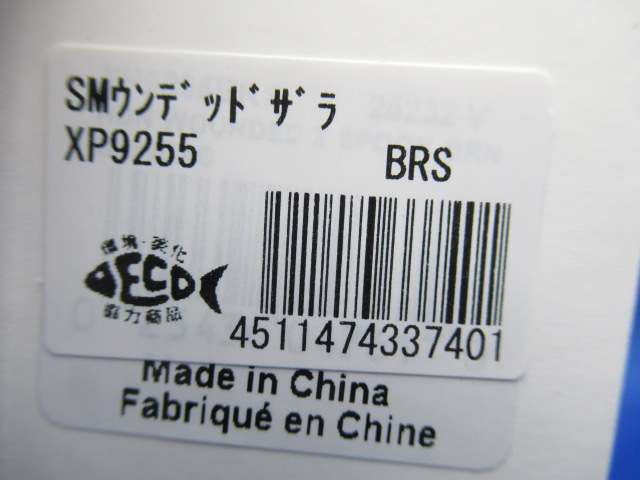 SMｳﾝﾃﾞｯﾄﾞｻﾞﾗ
XP9255 BRS
環境・美化
ECO
協力商品
4511474337401
Made in China
Fabriqué en Chine